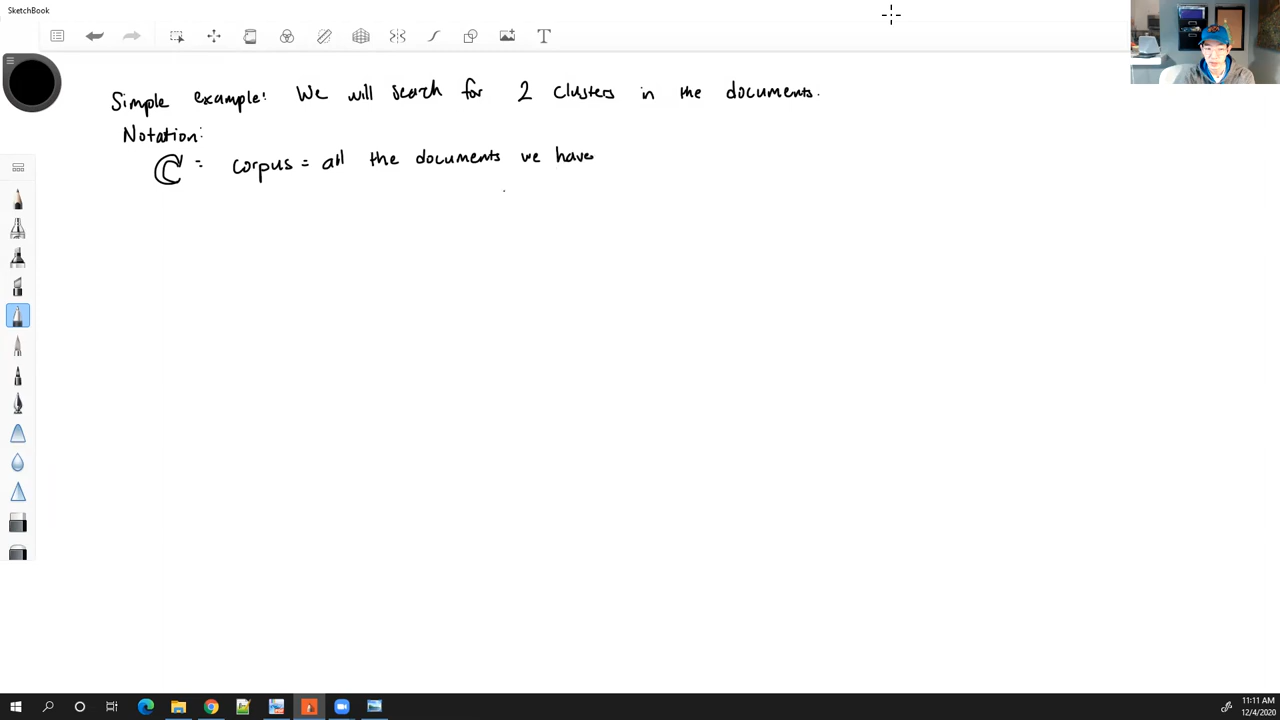 SketchBook
Simple example: We will search for 2 clusters in the documents.
Notation:
ℂ = corpus = all the documents we have
11:11 AM
12/4/2020